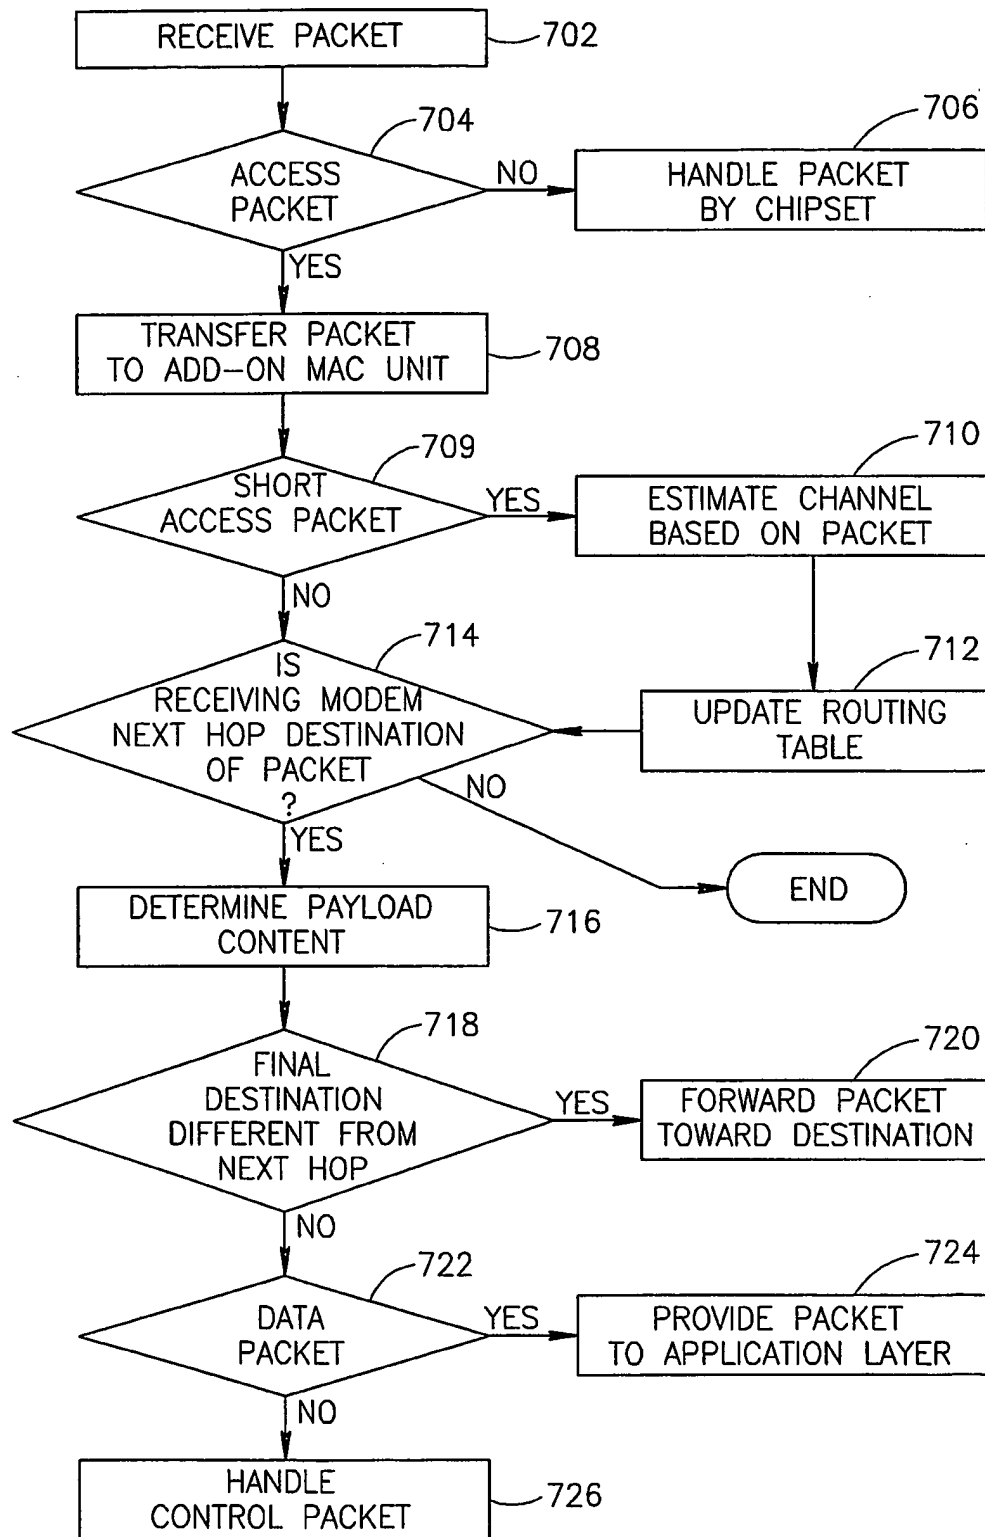 RECEIVE PACKET
702
704
706
ACCESS
PACKET
NO
HANDLE PACKET
BY CHIPSET
YES
TRANSFER PACKET
TO ADD-ON MAC UNIT
708
709
710
SHORT
ACCESS PACKET
YES
ESTIMATE CHANNEL
BASED ON PACKET
NO
714
712
IS
RECEIVING MODEM
NEXT HOP DESTINATION
OF PACKET
?
UPDATE ROUTING
TABLE
NO
YES
END
DETERMINE PAYLOAD
CONTENT
716
718
720
FINAL
DESTINATION
DIFFERENT FROM
NEXT HOP
YES
FORWARD PACKET
TOWARD DESTINATION
NO
722
724
DATA
PACKET
YES
PROVIDE PACKET
TO APPLICATION LAYER
NO
HANDLE
CONTROL PACKET
726